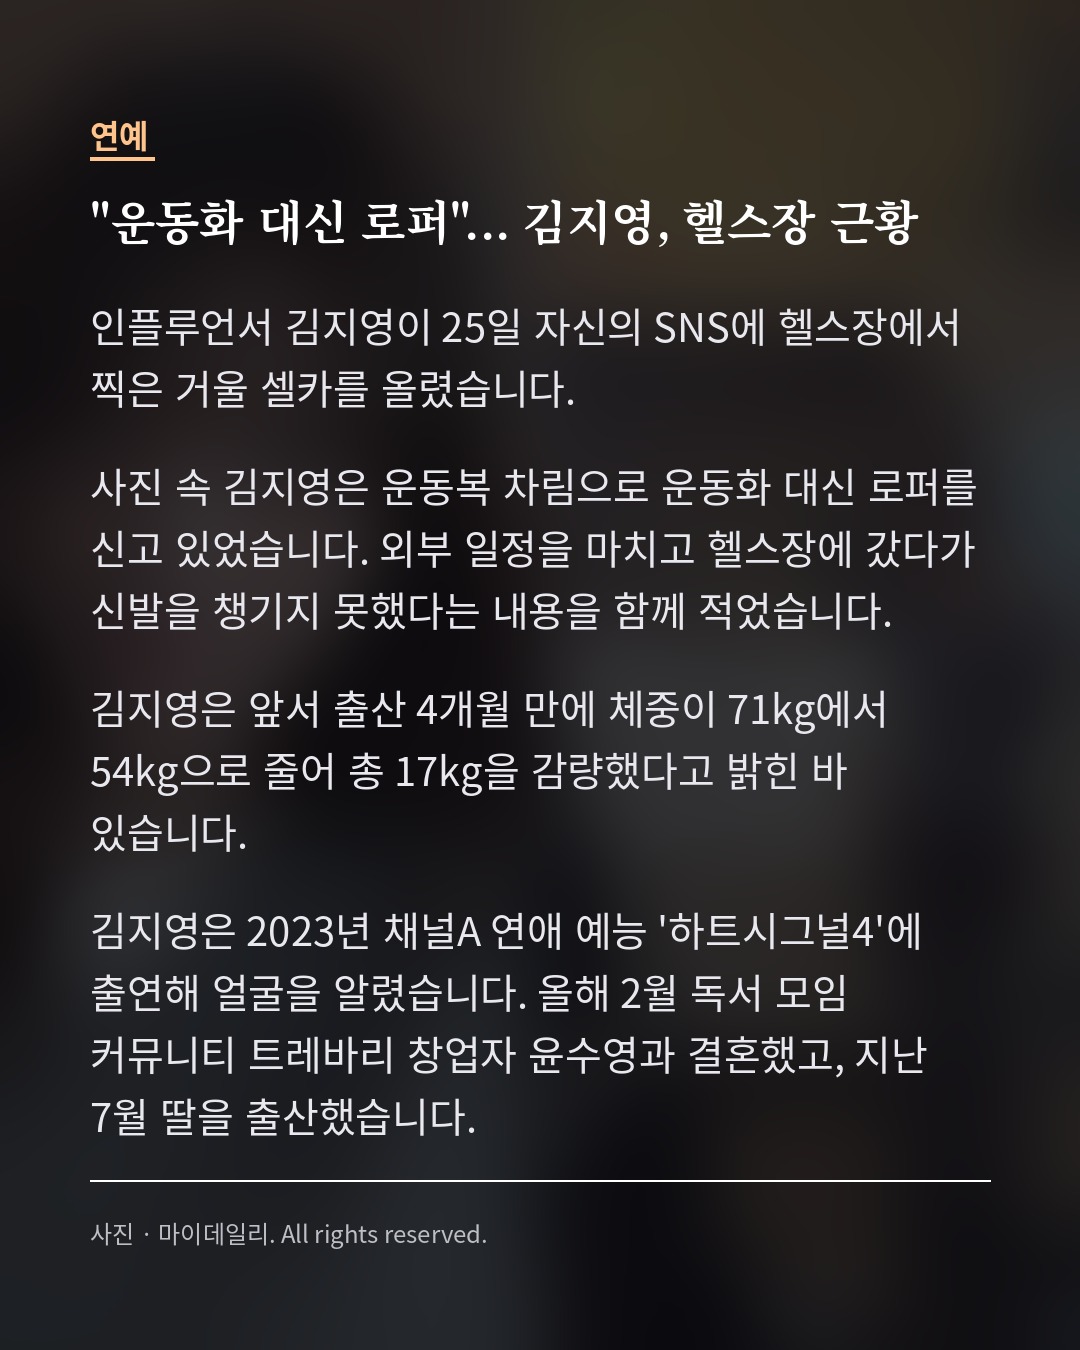 연예
"운동화 대신 로퍼"... 김지영, 헬스장 근황
인플루언서 김지영이 25일 자신의 SNS에 헬스장에서
찍은 거울 셀카를 올렸습니다.
사진 속 김지영은 운동복 차림으로 운동화 대신 로퍼를
신고 있었습니다. 외부 일정을 마치고 헬스장에 갔다가
신발을 챙기지 못했다는 내용을 함께 적었습니다.
김지영은 앞서 출산 4개월 만에 체중이 71kg에서
54kg으로 줄어 총 17kg을 감량했다고 밝힌 바
있습니다.
김지영은 2023년 채널A 연애 예능 '하트시그널4'에
출연해 얼굴을 알렸습니다. 올해 2월 독서 모임
커뮤니티 트레바리 창업자 윤수영과 결혼했고, 지난
7월 딸을 출산했습니다.
사진 · 마이데일리. All rights reserved.